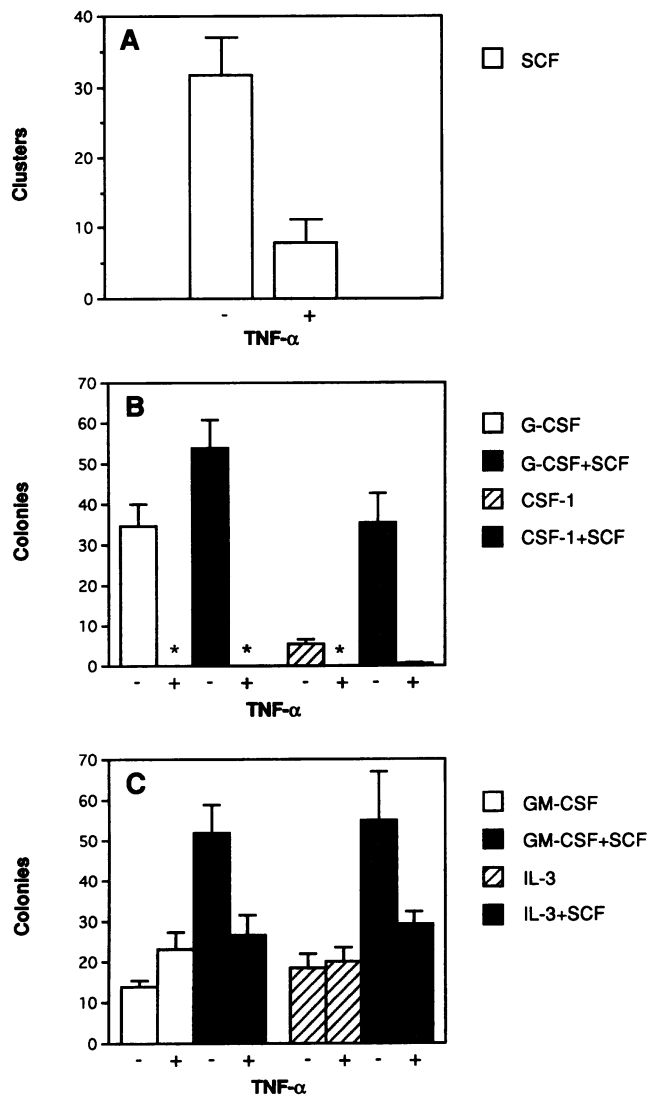 A
40
30
20
10
0
Clusters
- +
TNF-α
SCF
B
70
60
50
40
30
20
10
0
Colonies
* * *
- + - + - + - +
TNF-α
G-CSF
G-CSF+SCF
CSF-1
CSF-1+SCF
C
70
60
50
40
30
20
10
0
Colonies
- + - + - + - +
TNF-α
GM-CSF
GM-CSF+SCF
IL-3
IL-3+SCF